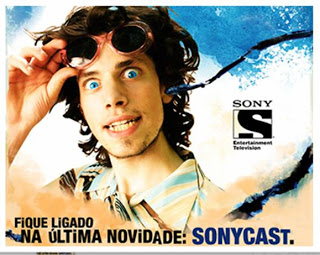 SONY
S
Entertainment
Television
FiQUE LiGADO
NA ÚLTiMA NOViDADE: SONYCAST.